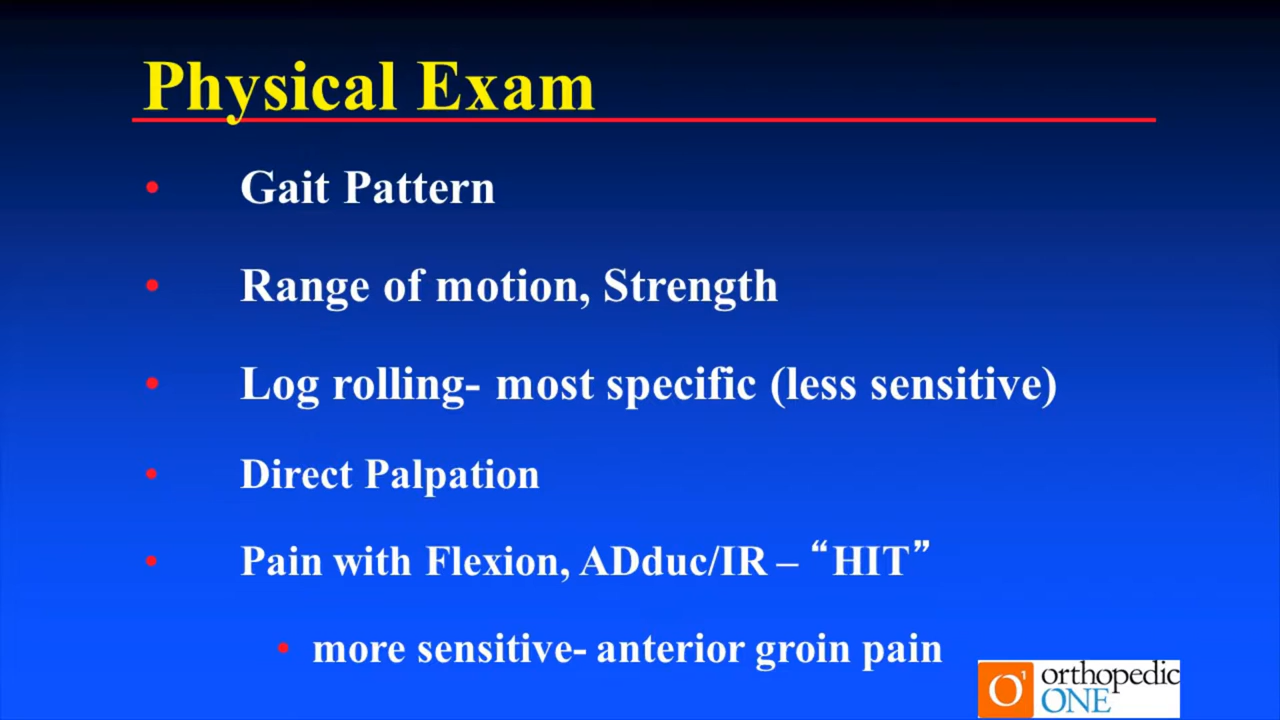 Physical Exam
• Gait Pattern
• Range of motion, Strength
• Log rolling- most specific (less sensitive)
• Direct Palpation
• Pain with Flexion, ADduc/IR – “HIT”
• more sensitive- anterior groin pain
O1 orthopedic
ONE